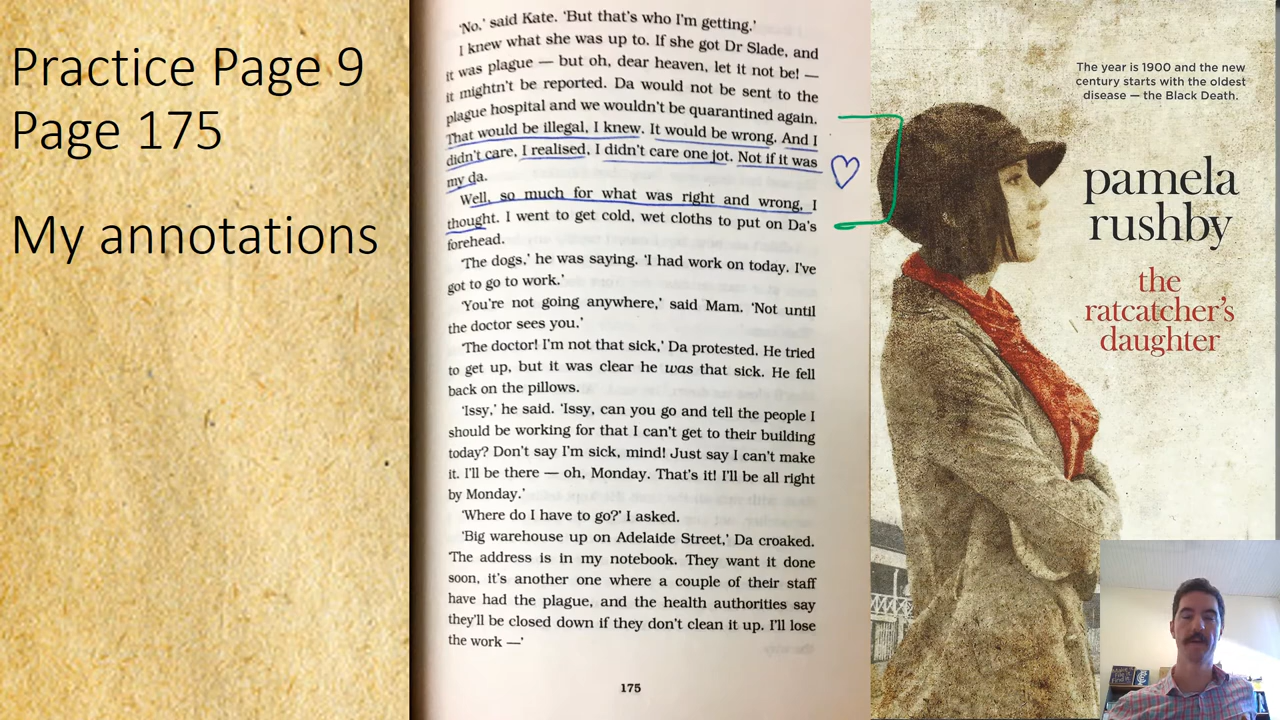 Practice Page 9
Page 175
My annotations
‘No,’ said Kate. ‘But that’s who I’m getting.’
I knew what she was up to. If she got Dr Slade, and
it was plague — but oh, dear heaven, let it not be! —
it mightn’t be reported. Da would not be sent to the
plague hospital and we wouldn’t be quarantined again.
That would be illegal, I knew. It would be wrong. And I
didn’t care, I realised, I didn’t care one jot. Not if it was
my da.
Well, so much for what was right and wrong, I
thought. I went to get cold, wet cloths to put on Da’s
forehead.
‘The dogs,’ he was saying. ‘I had work on today. I’ve
got to go to work.’
‘You’re not going anywhere,’ said Mam. ‘Not until
the doctor sees you.’
‘The doctor! I’m not that sick,’ Da protested. He tried
to get up, but it was clear he was that sick. He fell
back on the pillows.
‘Issy,’ he said. ‘Issy, can you go and tell the people I
should be working for that I can’t get to their building
today? Don’t say I’m sick, mind! Just say I can’t make
it. I’ll be there — oh, Monday. That’s it! I’ll be all right
by Monday.’
‘Where do I have to go?’ I asked.
‘Big warehouse up on Adelaide Street,’ Da croaked.
‘The address is in my notebook. They want it done
soon, it’s another one where a couple of their staff
have had the plague, and the health authorities say
they’ll be closed down if they don’t clean it up. I’ll lose
the work —’
175
The year is 1900 and the new
century starts with the oldest
disease — the Black Death.
pamela
rushby
the
ratcatcher’s
daughter